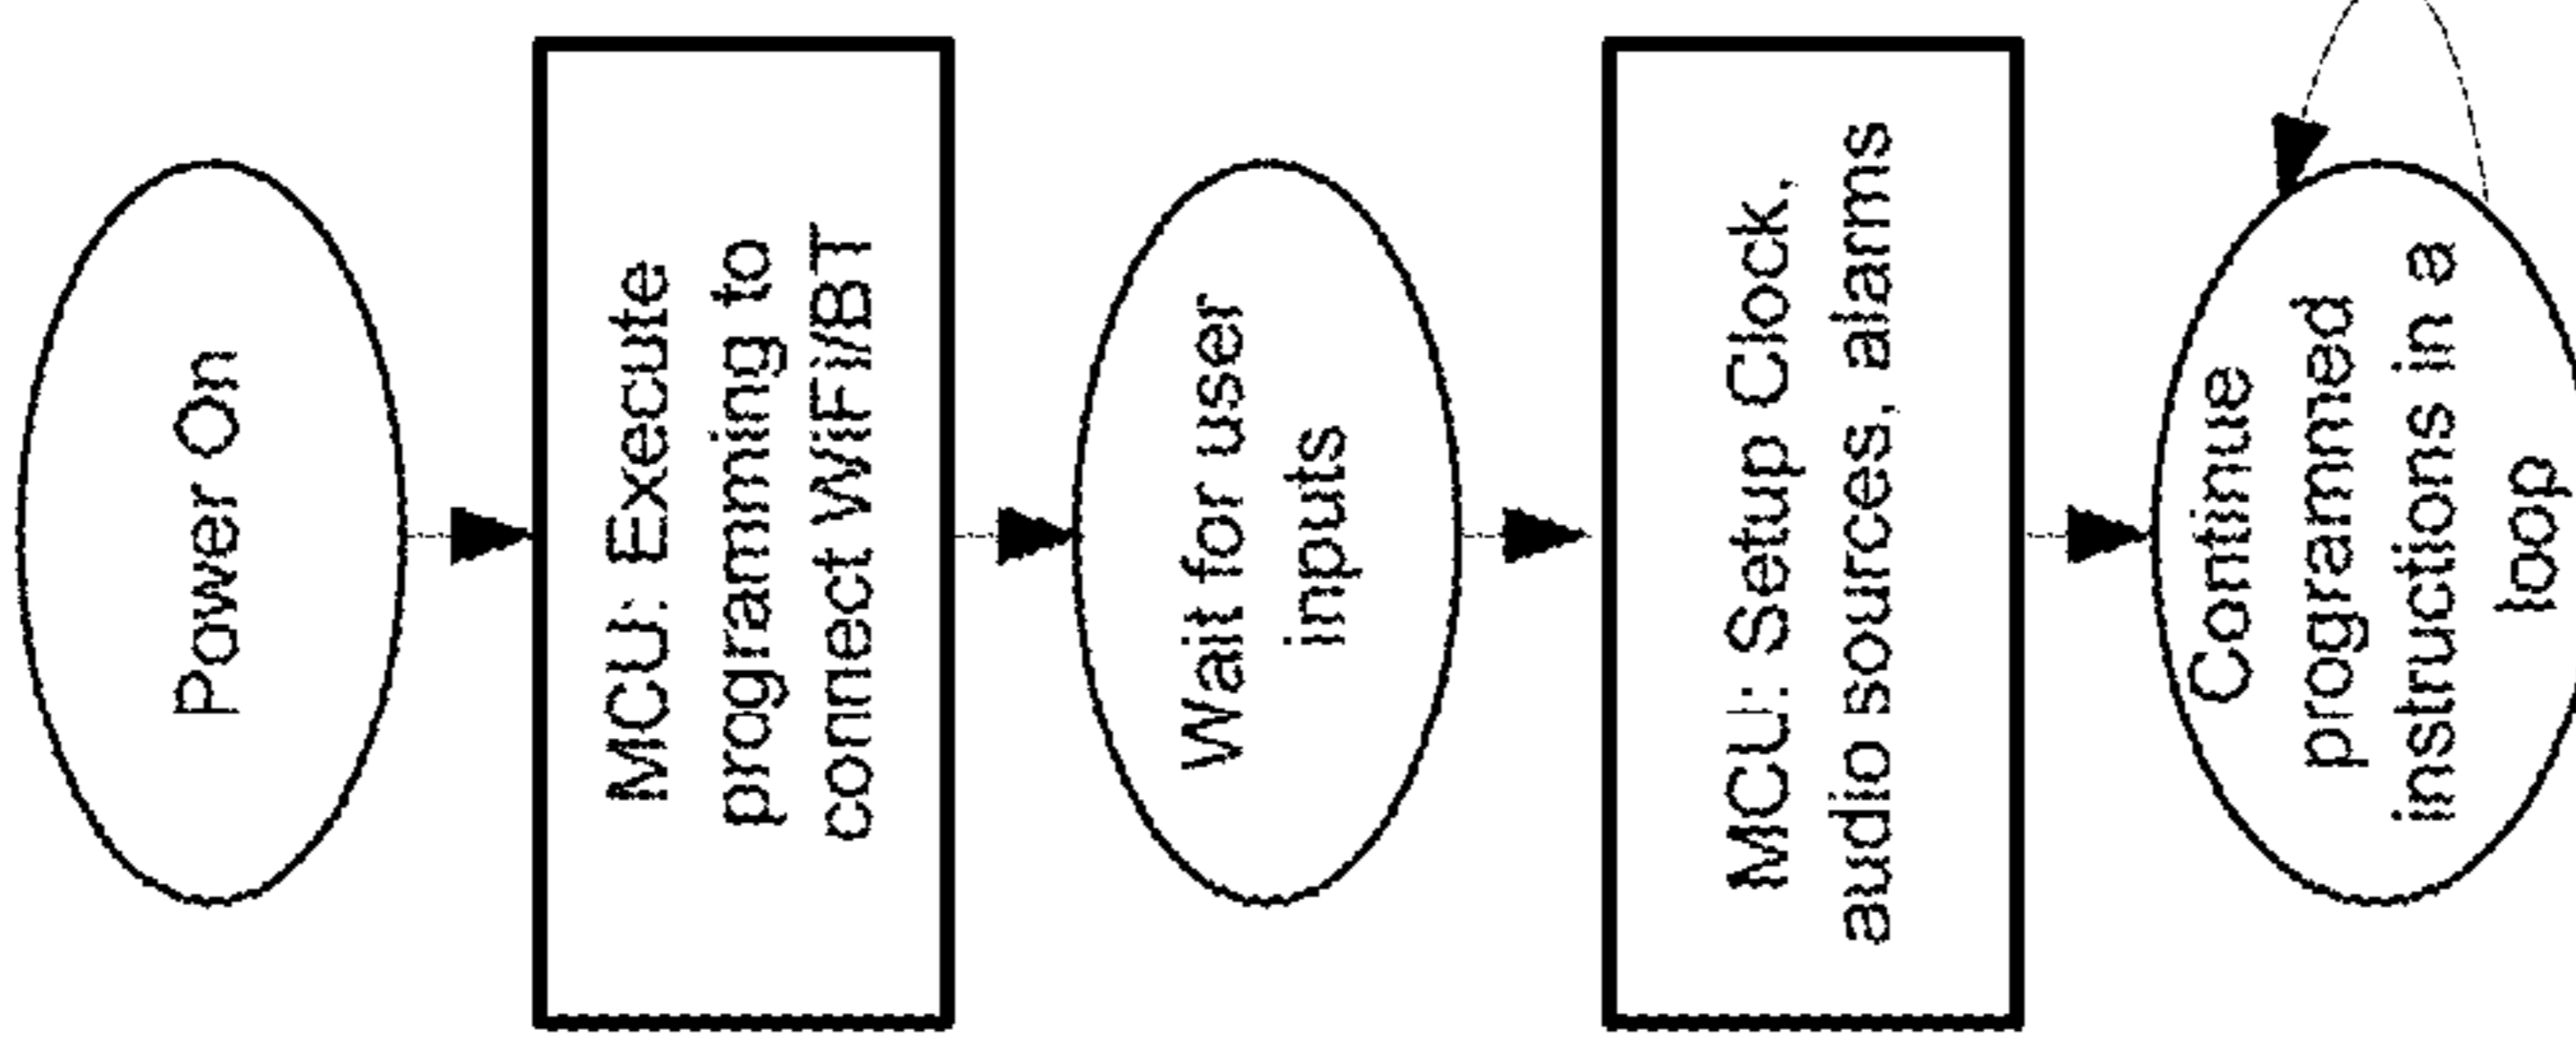 Power On
MCU: Execute
programming to
connect WiFi/BT
Wait for user
inputs
MCU: Setup Clock,
audio sources, alarms
Continue
programmed
instructions in a
loop